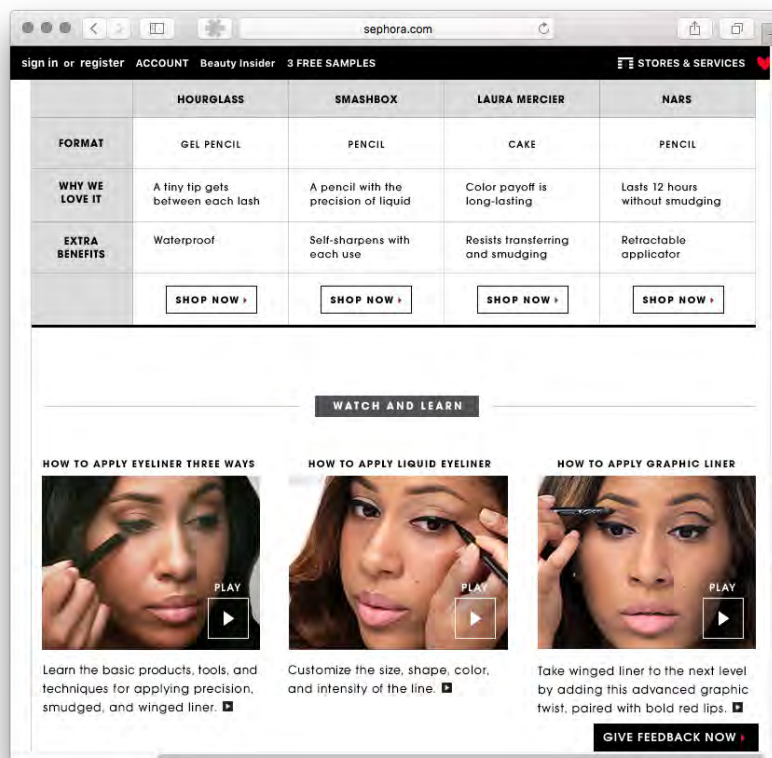 sephora.com
sign in or register ACCOUNT Beauty Insider 3 FREE SAMPLES STORES & SERVICES
HOURGLASS SMASHBOX LAURA MERCIER NARS
FORMAT GEL PENCIL PENCIL CAKE PENCIL
WHY WE LOVE IT
A tiny tip gets
between each lash
A pencil with the
precision of liquid
Color payoff is
long-lasting
Lasts 12 hours
without smudging
EXTRA BENEFITS
Waterproof
Self-sharpens with
each use
Resists transferring
and smudging
Retractable
applicator
SHOP NOW SHOP NOW SHOP NOW SHOP NOW
WATCH AND LEARN
HOW TO APPLY EYELINER THREE WAYS
PLAY
Learn the basic products, tools, and
techniques for applying precision,
smudged, and winged liner.
HOW TO APPLY LIQUID EYELINER
PLAY
Customize the size, shape, color,
and intensity of the line.
HOW TO APPLY GRAPHIC LINER
PLAY
Take winged liner to the next level
by adding this advanced graphic
twist, paired with bold red lips.
GIVE FEEDBACK NOW